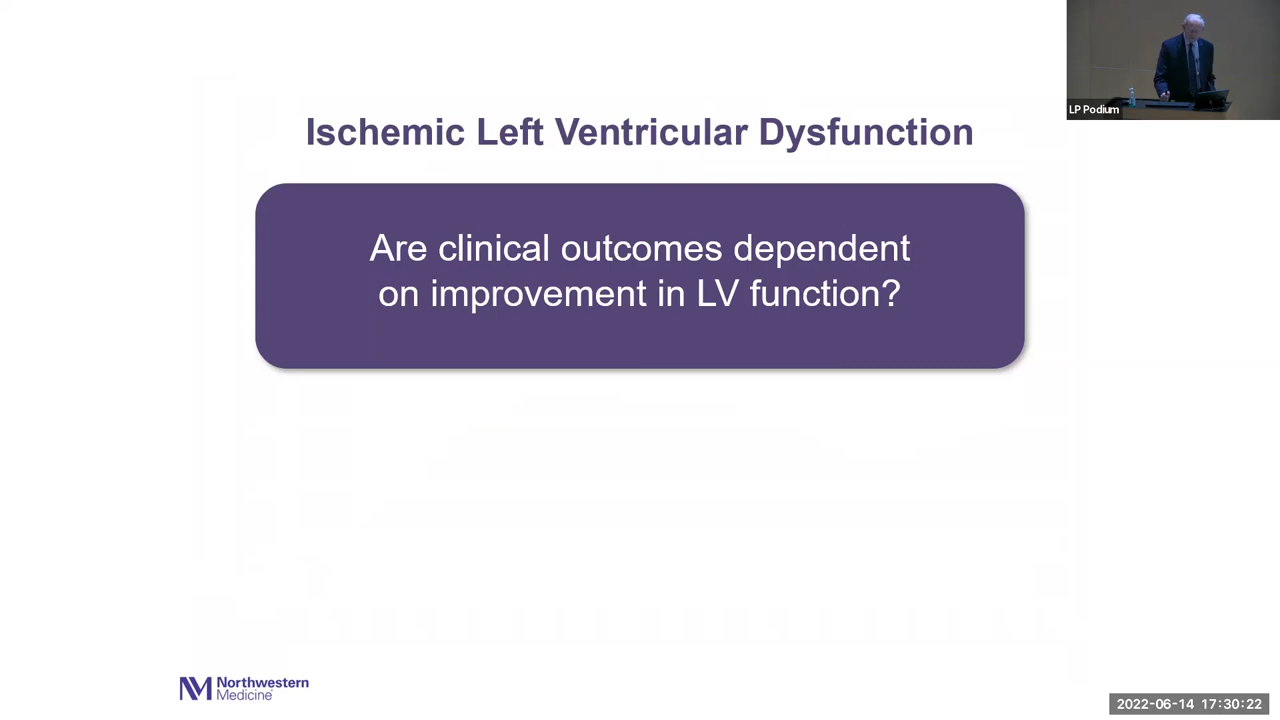 LP Podium
Ischemic Left Ventricular Dysfunction
Are clinical outcomes dependent
on improvement in LV function?
NM Northwestern
Medicine
2022-06-14 17:30:22